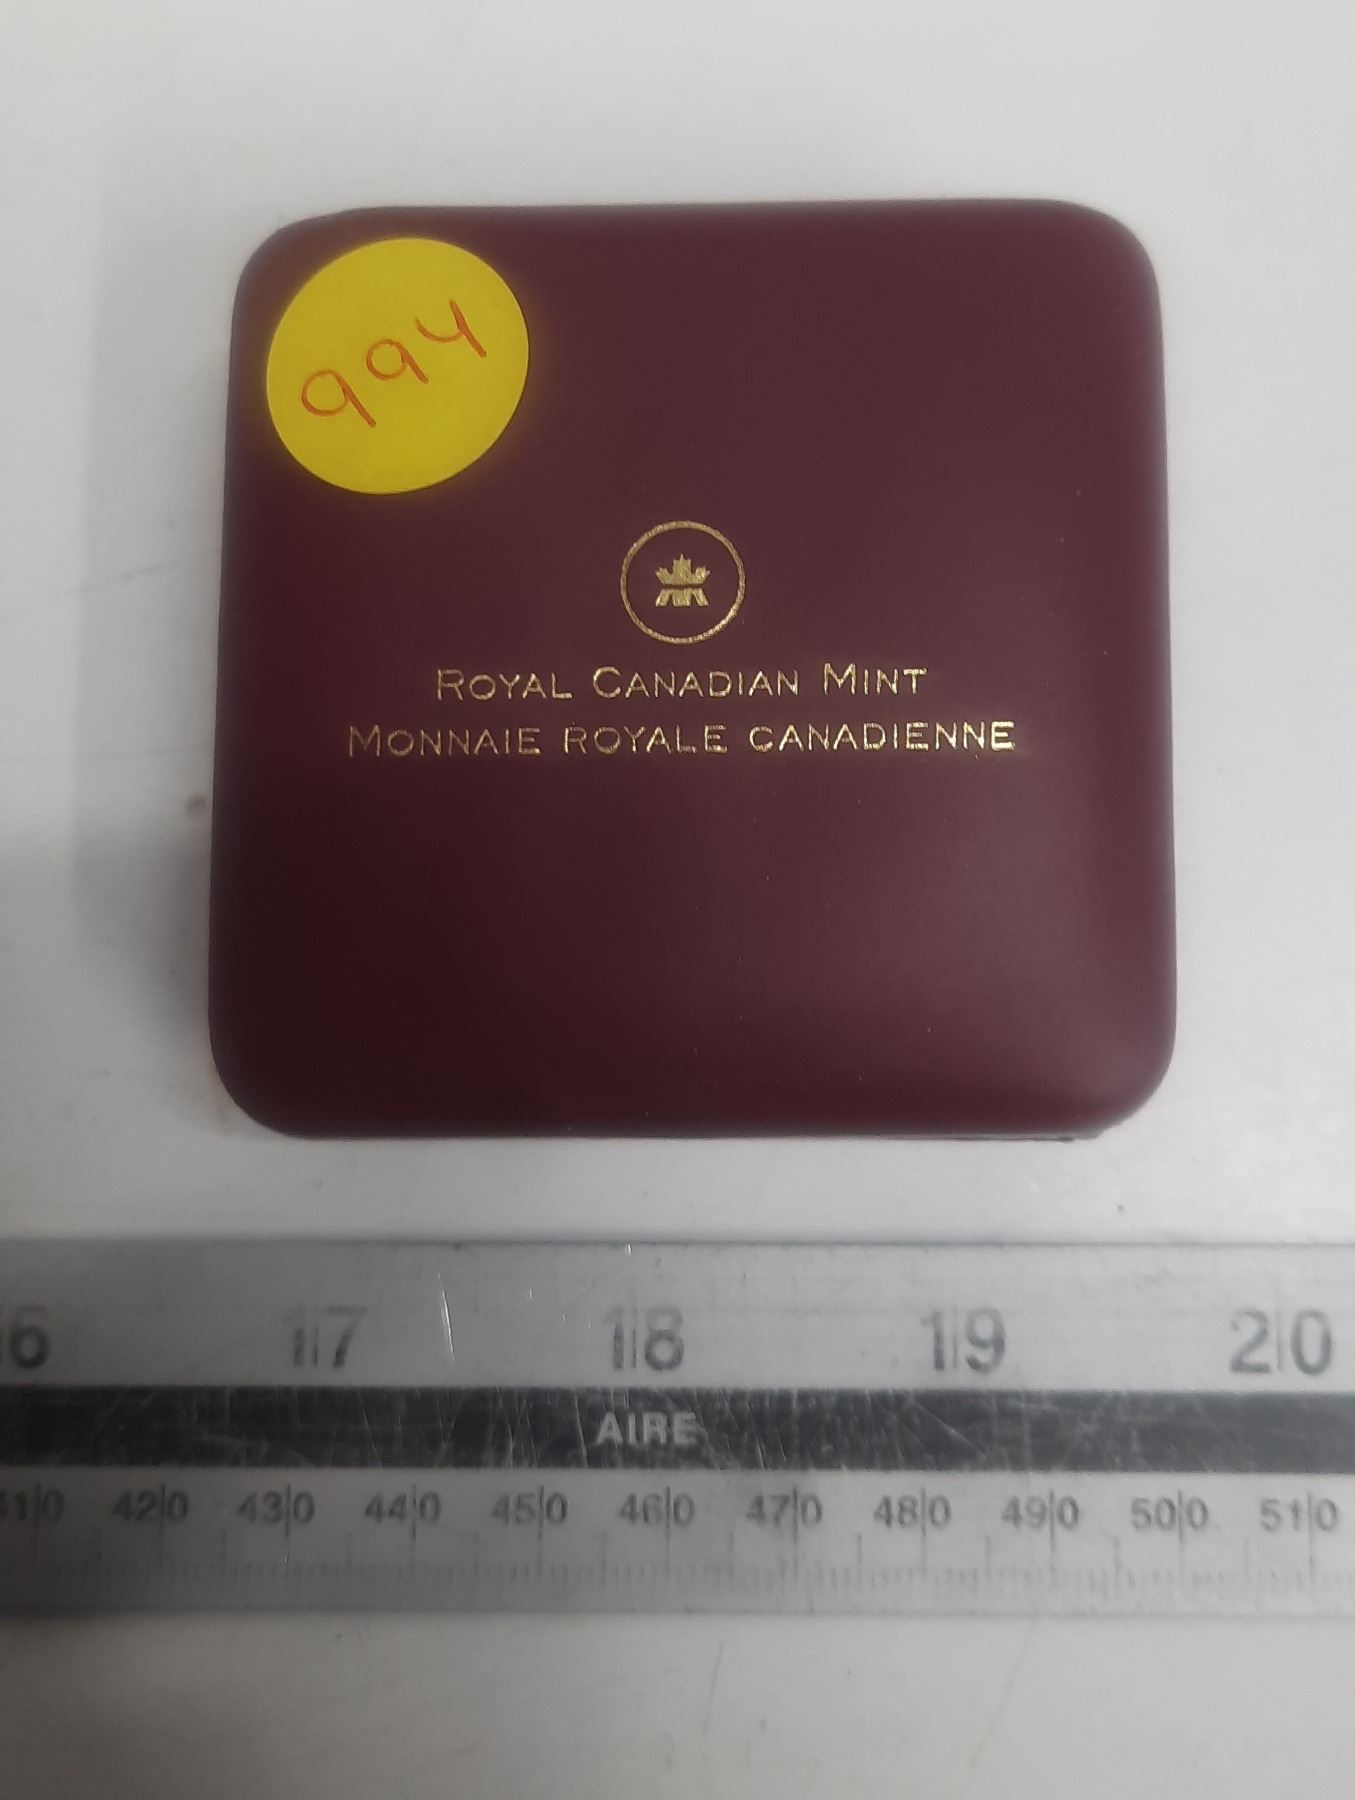 994
ROYAL CANADIAN MINT
MONNAIE ROYALE CANADIENNE
6 17 18 19 20
AIRE
410 420 430 440 450 460 470 480 490 500 510